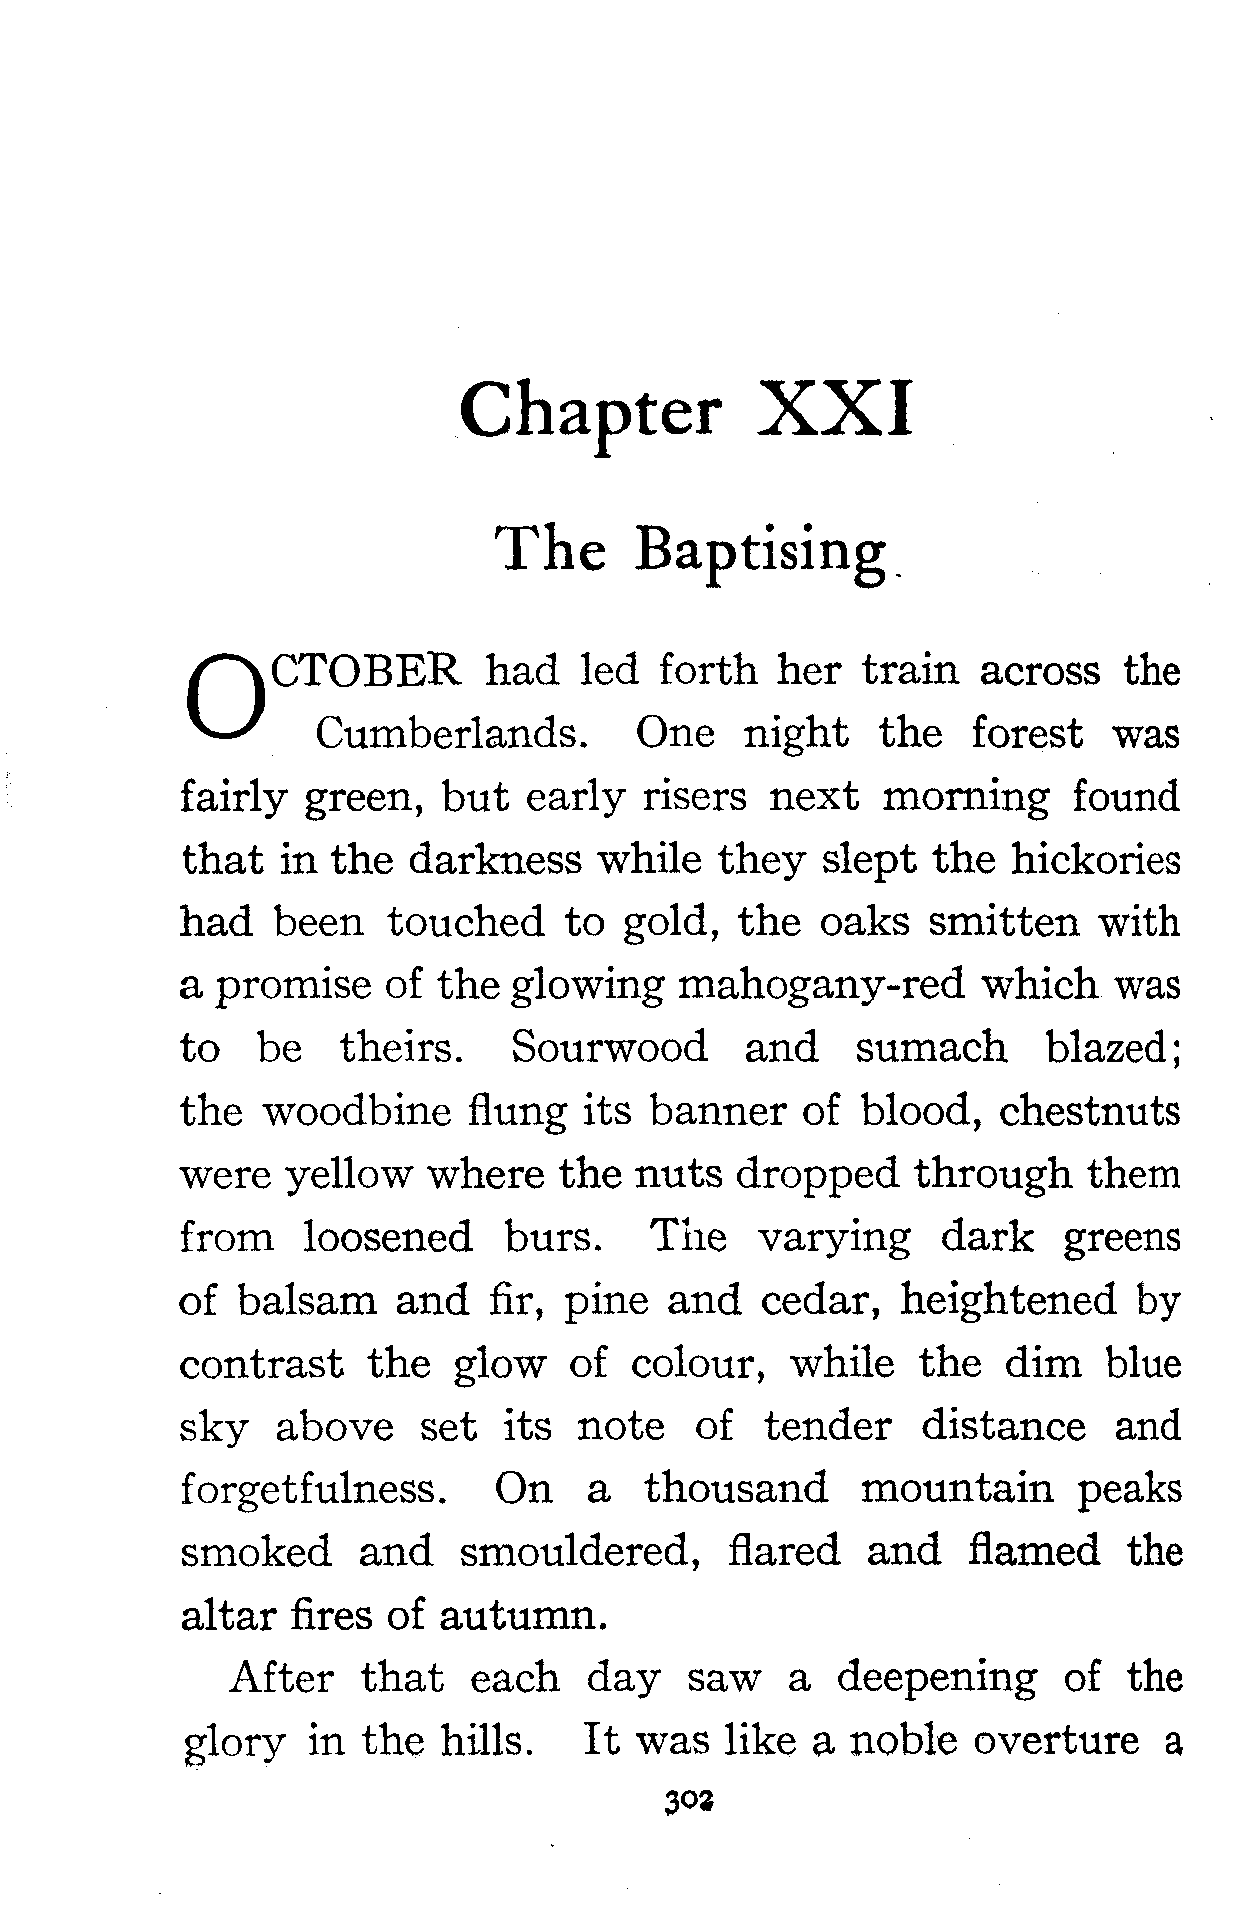 Chapter XXI
The Baptising
OCTOBER had led forth her train across the
Cumberlands. One night the forest was
fairly green, but early risers next morning found
that in the darkness while they slept the hickories
had been touched to gold, the oaks smitten with
a promise of the glowing mahogany-red which was
to be theirs. Sourwood and sumach blazed;
the woodbine flung its banner of blood, chestnuts
were yellow where the nuts dropped through them
from loosened burs. The varying dark greens
of balsam and fir, pine and cedar, heightened by
contrast the glow of colour, while the dim blue
sky above set its note of tender distance and
forgetfulness. On a thousand mountain peaks
smoked and smouldered, flared and flamed the
altar fires of autumn.
After that each day saw a deepening of the
glory in the hills. It was like a noble overture a
302